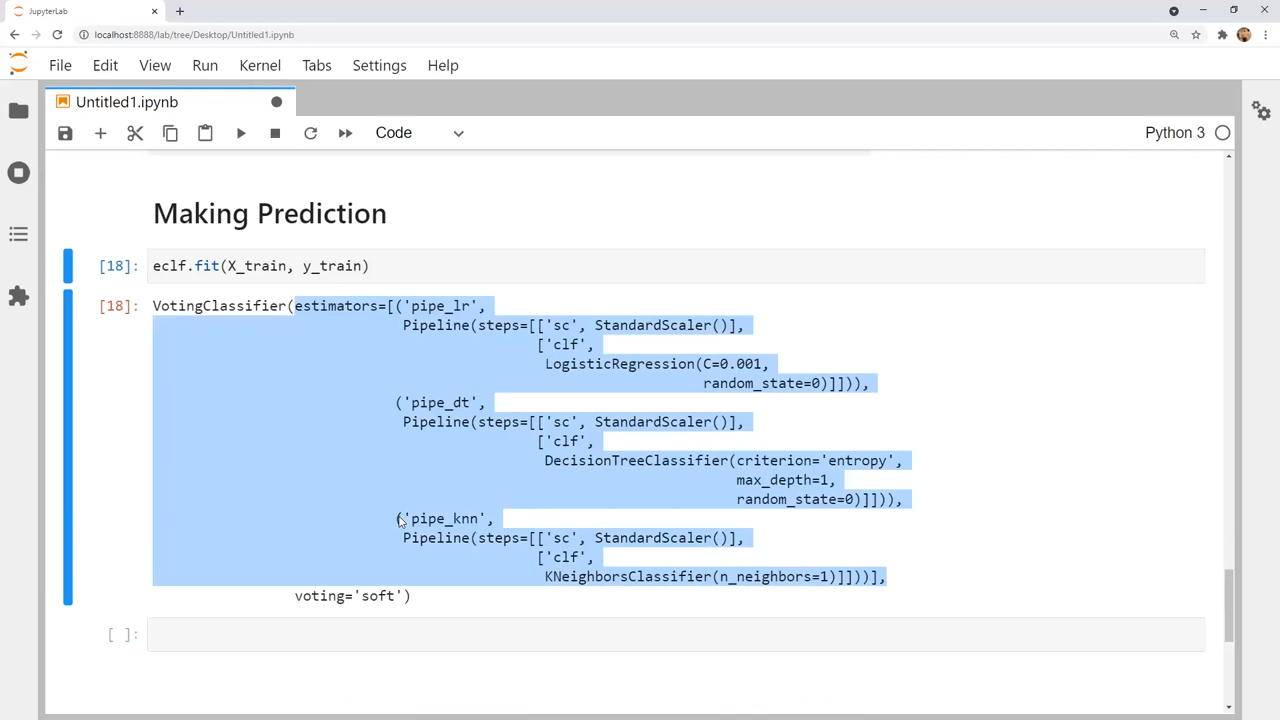 JupyterLab
localhost:8888/lab/tree/Desktop/Untitled1.ipynb
File Edit View Run Kernel Tabs Settings Help
Untitled1.ipynb
Code Python 3
Making Prediction
[18]: eclf.fit(X_train, y_train)
[18]: VotingClassifier(estimators=[('pipe_lr',
Pipeline(steps=[['sc', StandardScaler()],
['clf',
LogisticRegression(C=0.001,
random_state=0)]])),
('pipe_dt',
Pipeline(steps=[['sc', StandardScaler()],
['clf',
DecisionTreeClassifier(criterion='entropy',
max_depth=1,
random_state=0)]])),
('pipe_knn',
Pipeline(steps=[['sc', StandardScaler()],
['clf',
KNeighborsClassifier(n_neighbors=1)]]))],
voting='soft')
[ ]: